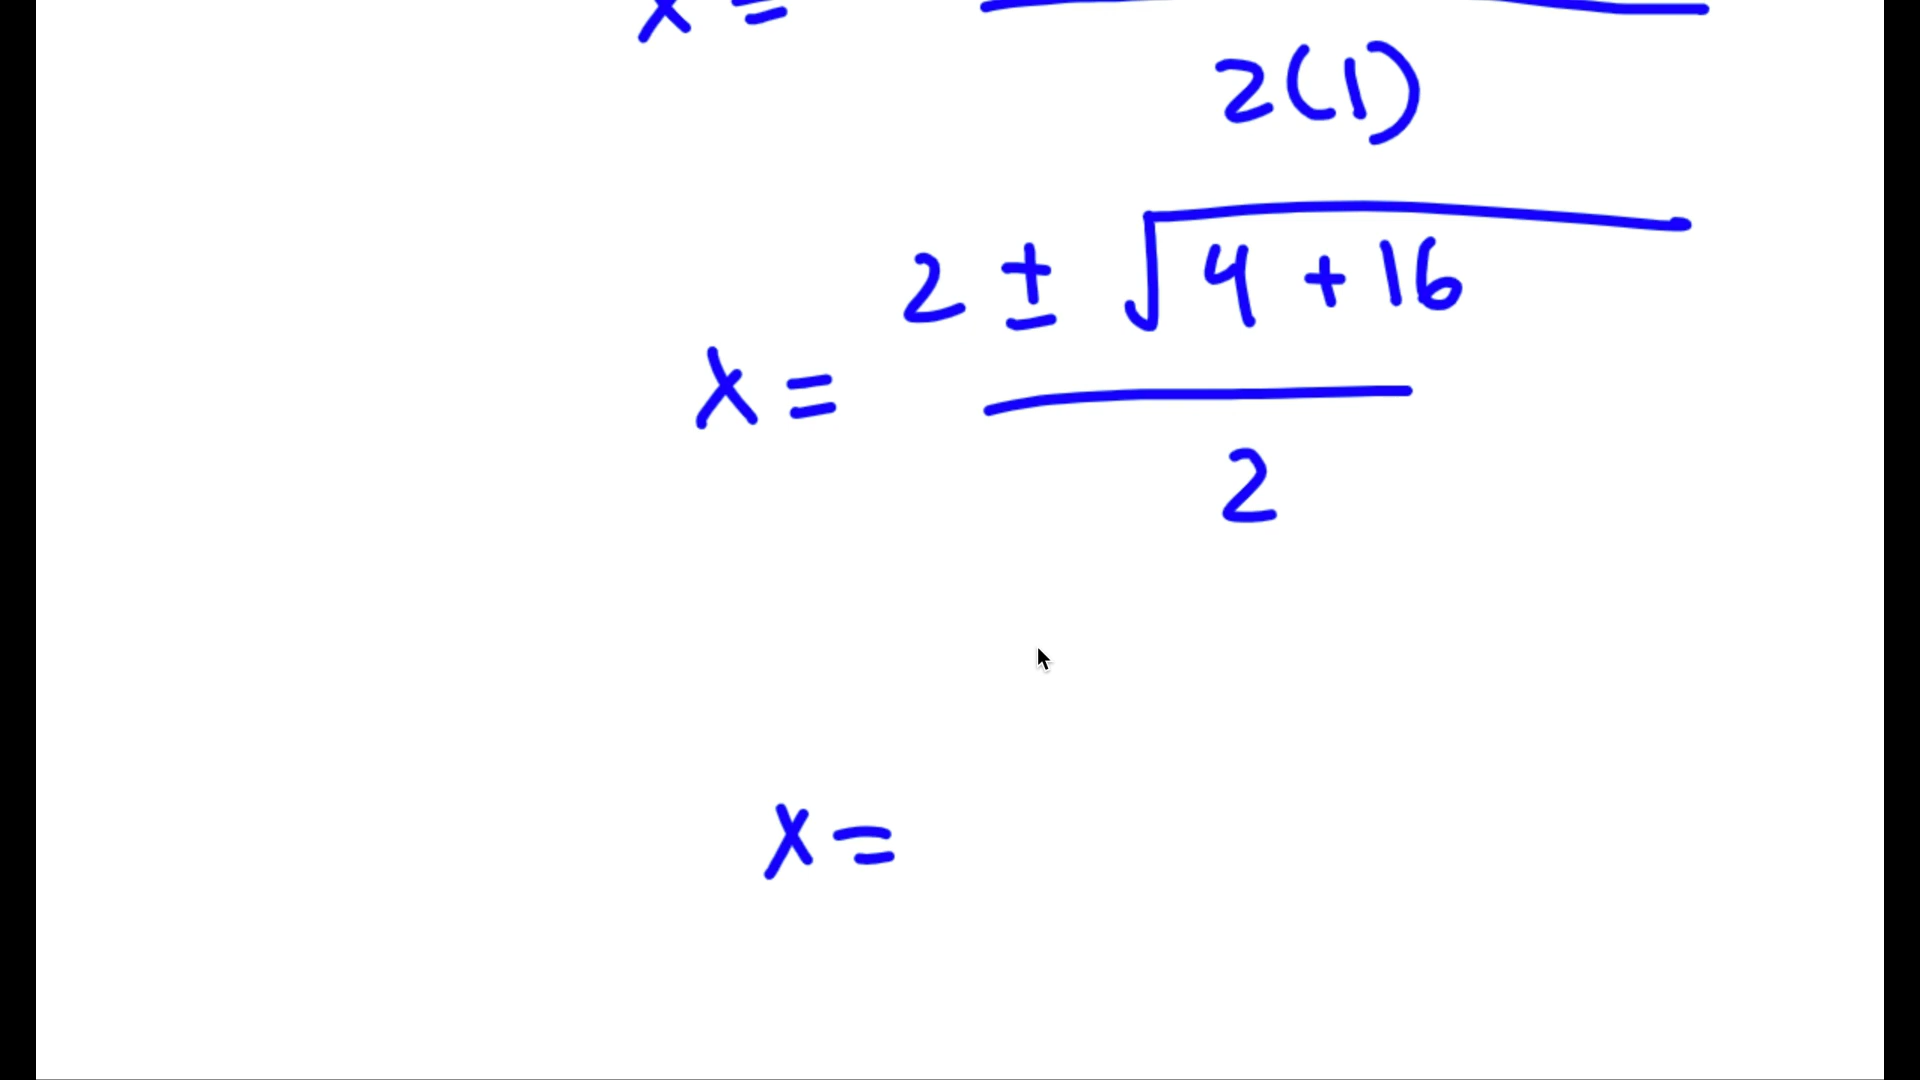 x =
2(1)
2 ± √4 + 16
x =
2
x =